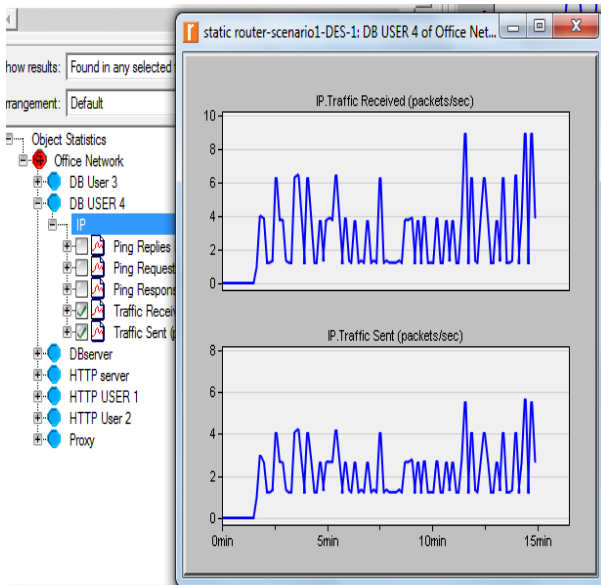 static router-scenario1-DES-1: DB USER 4 of Office Net...
how results: Found in any selected
rrangement: Default
Object Statistics
Office Network
DB User 3
DB USER 4
IP
Ping Replies
Ping Request
Ping Respons
Traffic Receiv
Traffic Sent (
DBserver
HTTP server
HTTP USER 1
HTTP User 2
Proxy
IP.Traffic Received (packets/sec)
10
8
6
4
2
0
IP.Traffic Sent (packets/sec)
8
6
4
2
0
0min 5min 10min 15min